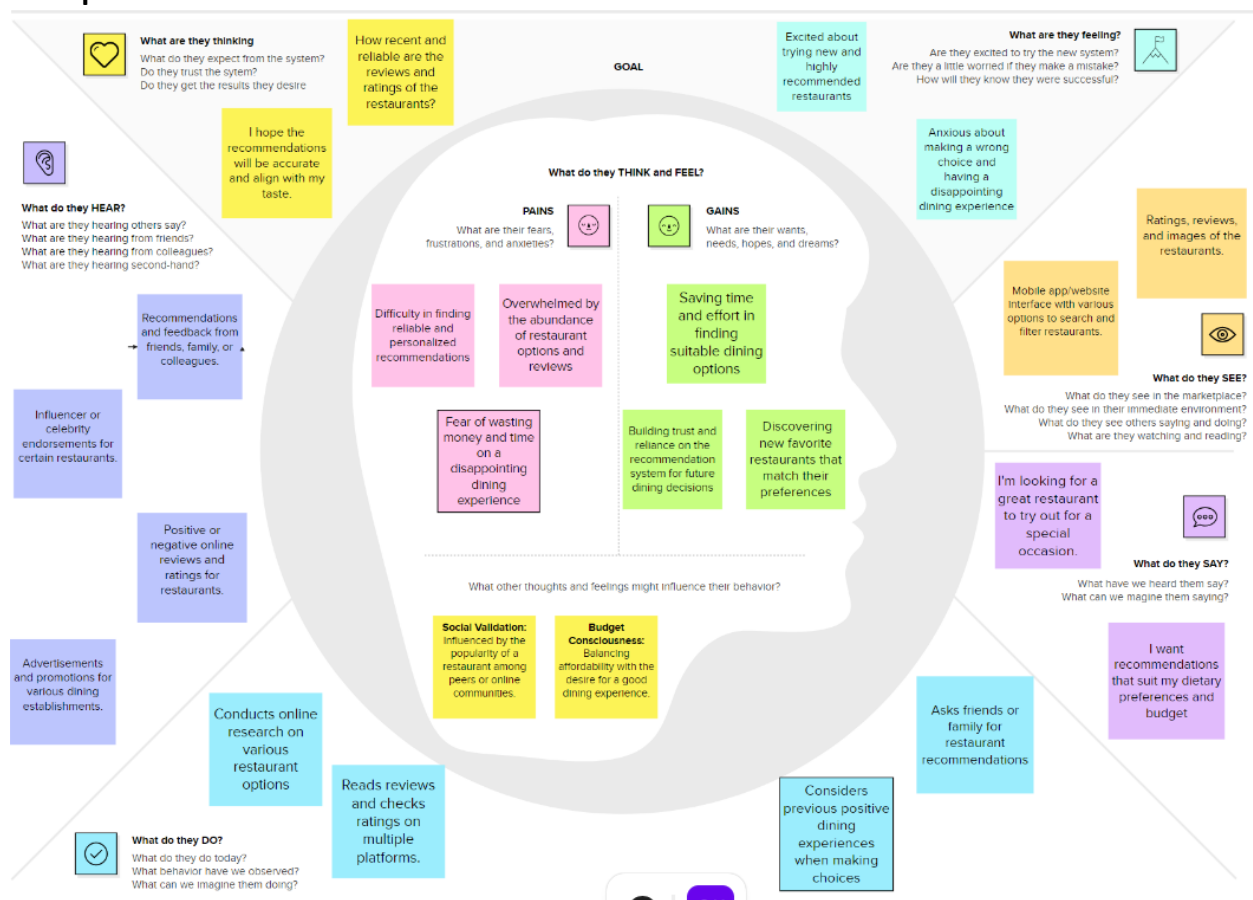 What are they thinking
What do they expect from the system?
Do they trust the sytem?
Do they get the results they desire
How recent and
reliable are the
reviews and
ratings of the
restaurants?
I hope the
recommendations
will be accurate
and align with my
taste.
GOAL
Excited about
trying new and
highly
recommended
restaurants
What are they feeling?
Are they excited to try the new system?
Are they a little worried if they make a mistake?
How will they know they were successful?
Anxious about
making a wrong
choice and
having a
disappointing
dining experience
What do they HEAR?
What are they hearing others say?
What are they hearing from friends?
What are they hearing from colleagues?
What are they hearing second-hand?
Recommendations
and feedback from
friends, family, or
colleagues.
Influencer or
celebrity
endorsements for
certain restaurants.
Positive or
negative online
reviews and
ratings for
restaurants.
Advertisements
and promotions for
various dining
establishments.
What do they THINK and FEEL?
PAINS
What are their fears,
frustrations, and anxieties?
GAINS
What are their wants,
needs, hopes, and dreams?
Difficulty in finding
reliable and
personalized
recommendations
Overwhelmed by
the abundance
of restaurant
options and
reviews
Fear of wasting
money and time
on a
disappointing
dining
experience
Saving time
and effort in
finding
suitable dining
options
Building trust and
reliance on the
recommendation
system for future
dining decisions
Discovering
new favorite
restaurants that
match their
preferences
What other thoughts and feelings might influence their behavior?
Social Validation:
Influenced by the
popularity of a
restaurant among
peers or online
communities.
Budget
Consciousness:
Balancing
affordability with the
desire for a good
dining experience.
Ratings, reviews,
and images of the
restaurants.
Mobile app/website
interface with various
options to search and
filter restaurants.
What do they SEE?
What do they see in the marketplace?
What do they see in their immediate environment?
What do they see others saying and doing?
What are they watching and reading?
I'm looking for a
great restaurant
to try out for a
special
occasion.
What do they SAY?
What have we heard them say?
What can we magine them saying?
I want
recommendations
that suit my dietary
preferences and
budget
Conducts online
research on
various
restaurant
options
Reads reviews
and checks
ratings on
multiple
platforms.
What do they DO?
What do they do today?
What behavior have we observed?
What can we imagine them doing?
Considers
previous positive
dining
experiences
when making
choices
Asks friends or
family for
restaurant
recommendations